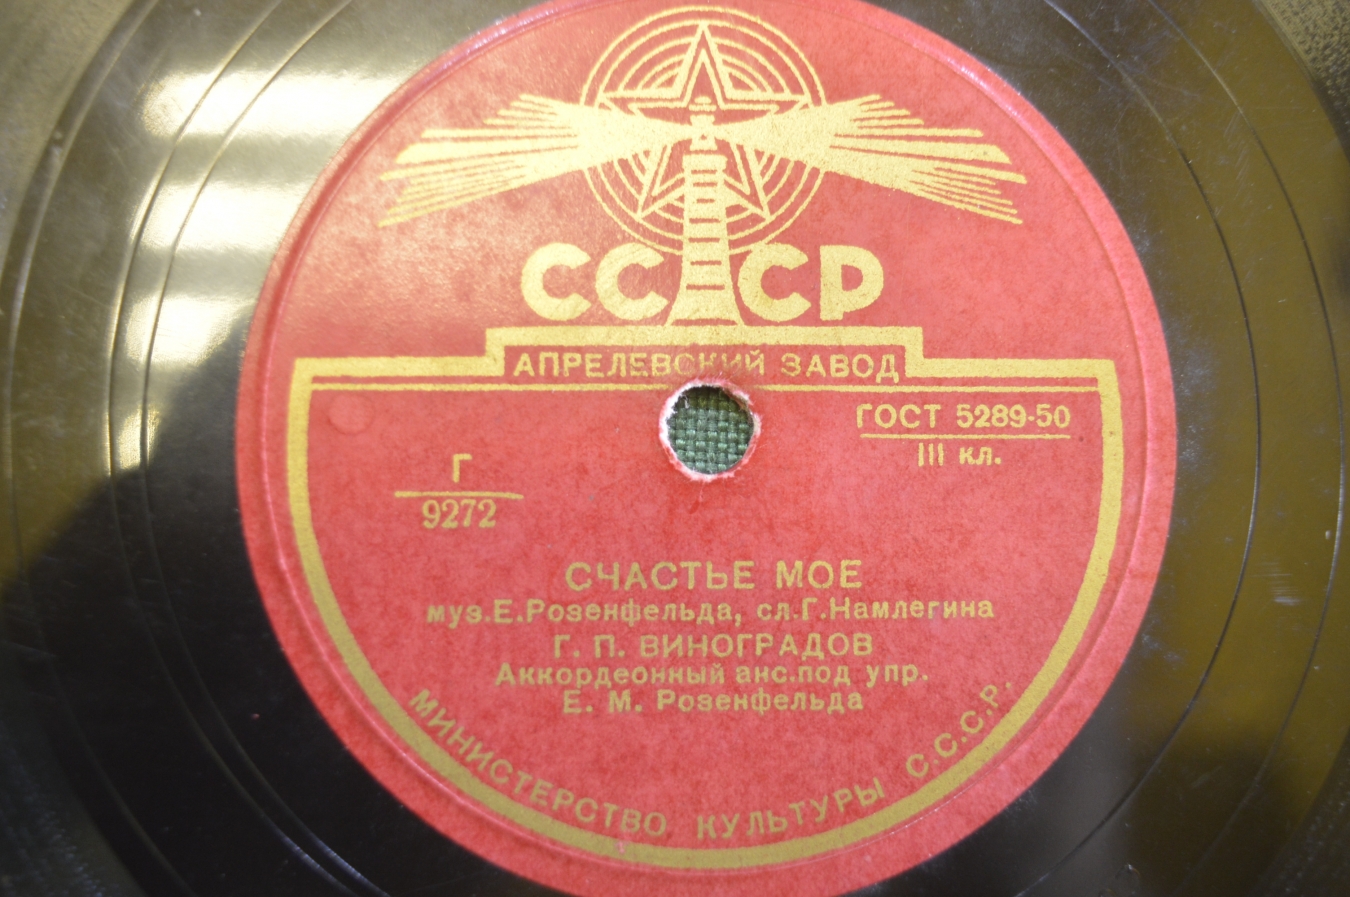 СССР
АПРЕЛЕВСКИЙ ЗАВОД
ГОСТ 5289-50
III кл.
Г
9272
СЧАСТЬЕ МОЕ
муз.Е.Розенфельда, сл.Г.Намлегина
Г. П. ВИНОГРАДОВ
Аккордеонный анс.под упр.
Е. М. Розенфельда
МИНИСТЕРСТВО КУЛЬТУРЫ С.С.С.Р.